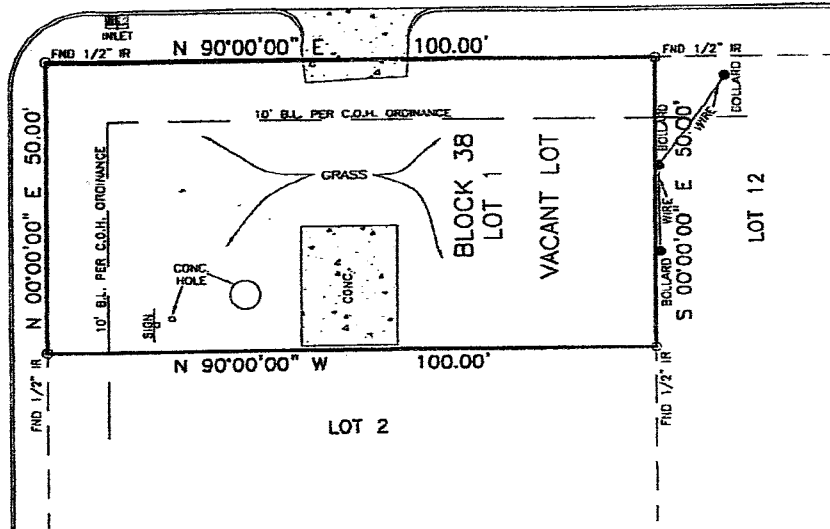 INLET
FND 1/2" IR
N 90°00'00" E 100.00'
FND 1/2" IR
BOLLARD
WIRE
BOLLARD
10' B.L. PER C.O.H. ORDINANCE
N 00°00'00" E 50.00'
10' B.L. PER C.O.H. ORDINANCE
GRASS
BLOCK 38
LOT 1
VACANT LOT
WIRE
S 00°00'00" E 50.00'
LOT 12
CONC.
HOLE
CONC.
SIGN
BOLLARD
N 90°00'00" W 100.00'
FND 1/2" IR
FND 1/2" IR
LOT 2